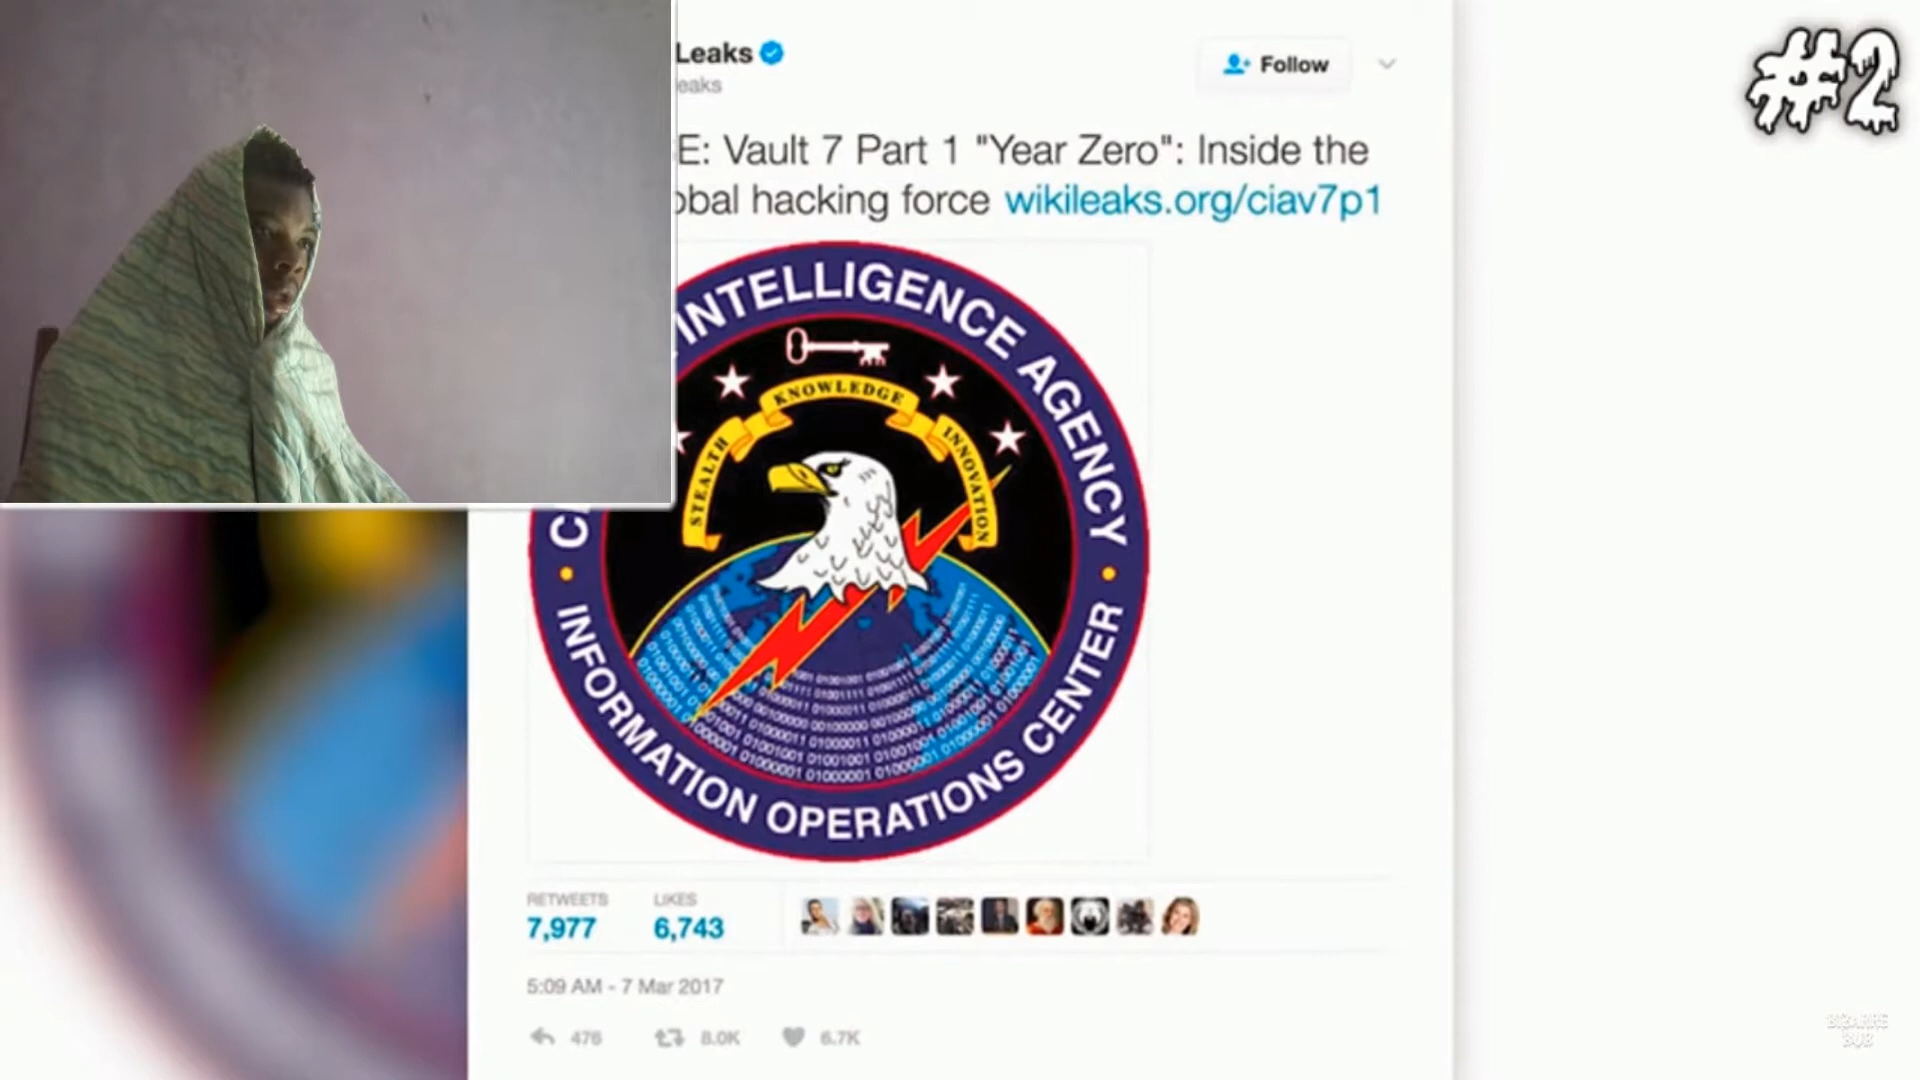 Leaks
eaks
Follow
#2
E: Vault 7 Part 1 "Year Zero": Inside the
obal hacking force wikileaks.org/ciav7p1
INTELLIGENCE AGENCY
STEALTH
KNOWLEDGE
INNOVATION
INFORMATION OPERATIONS CENTER
RETWEETS LIKES
7,977 6,743
5:09 AM - 7 Mar 2017
476 8.0K 6.7K
BIZARRE
BUB